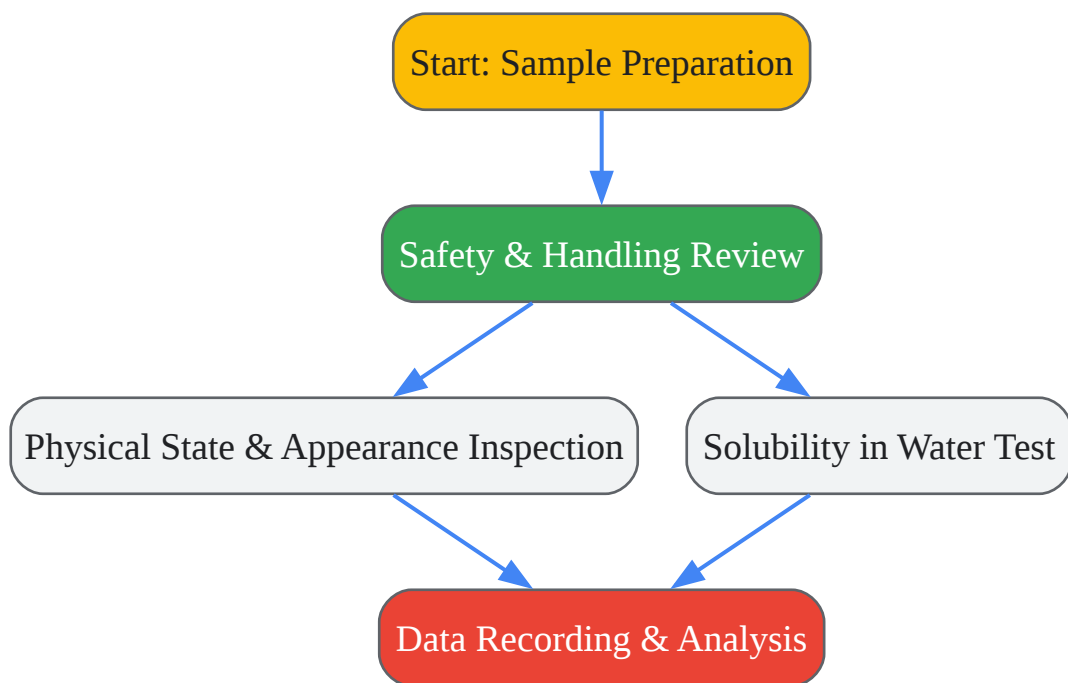 Start: Sample Preparation
Safety & Handling Review
Physical State & Appearance Inspection
Solubility in Water Test
Data Recording & Analysis